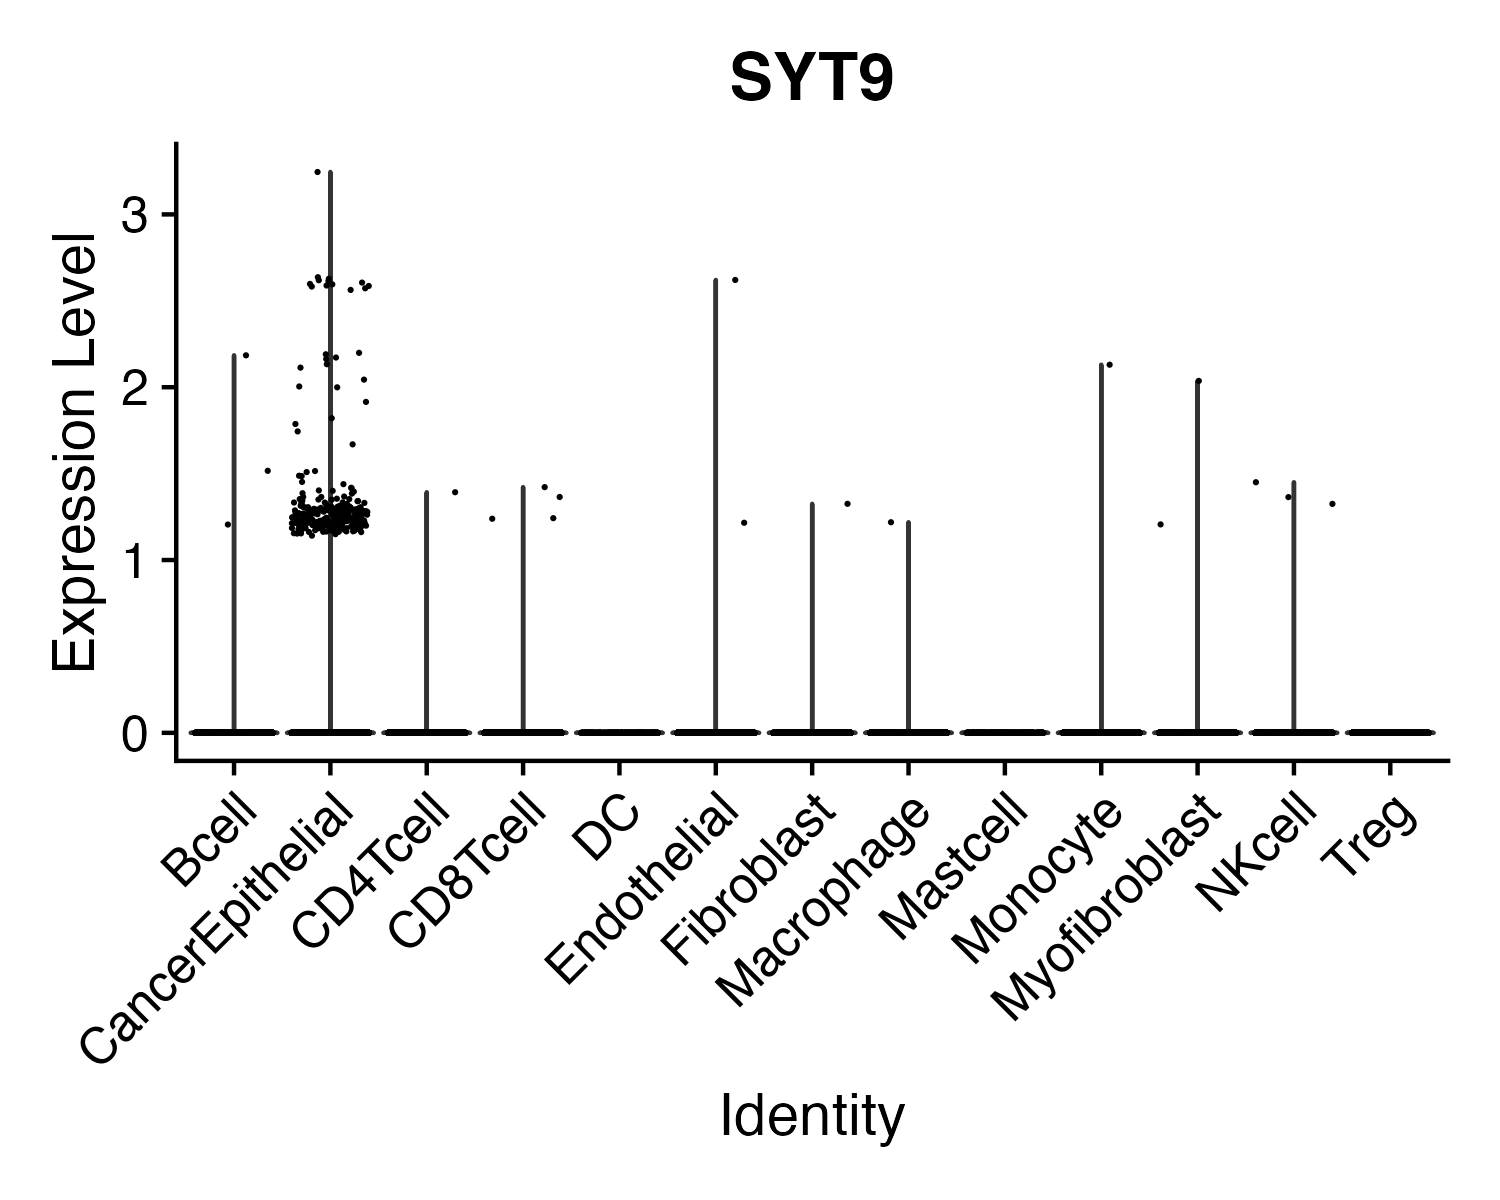 SYT9
Expression Level
3
2
1
0
Bcell
CancerEpithelial
CD4Tcell
CD8Tcell
DC
Endothelial
Fibroblast
Macrophage
Mastcell
Monocyte
Myofibroblast
NKcell
Treg
Identity